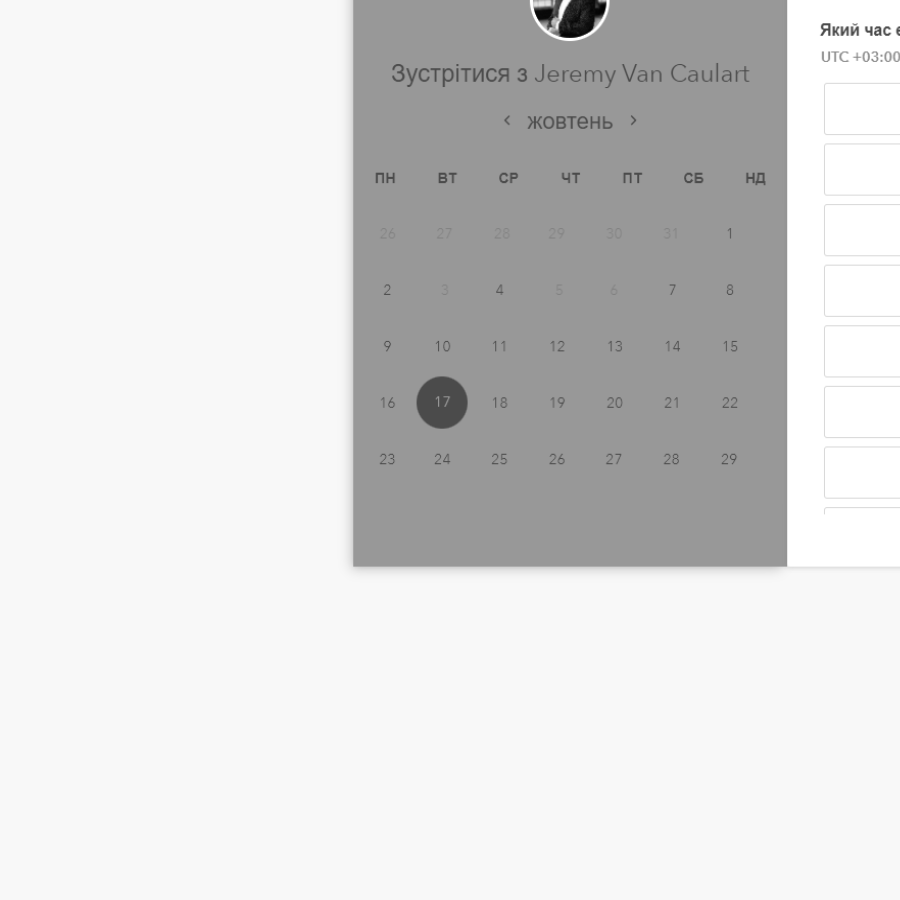 Зустрітися з Jeremy Van Caulart
‹ жовтень ›
ПН ВТ СР ЧТ ПТ СБ НД
26 27 28 29 30 31 1
2 3 4 5 6 7 8
9 10 11 12 13 14 15
16 17 18 19 20 21 22
23 24 25 26 27 28 29
Який час
UTC +03:00